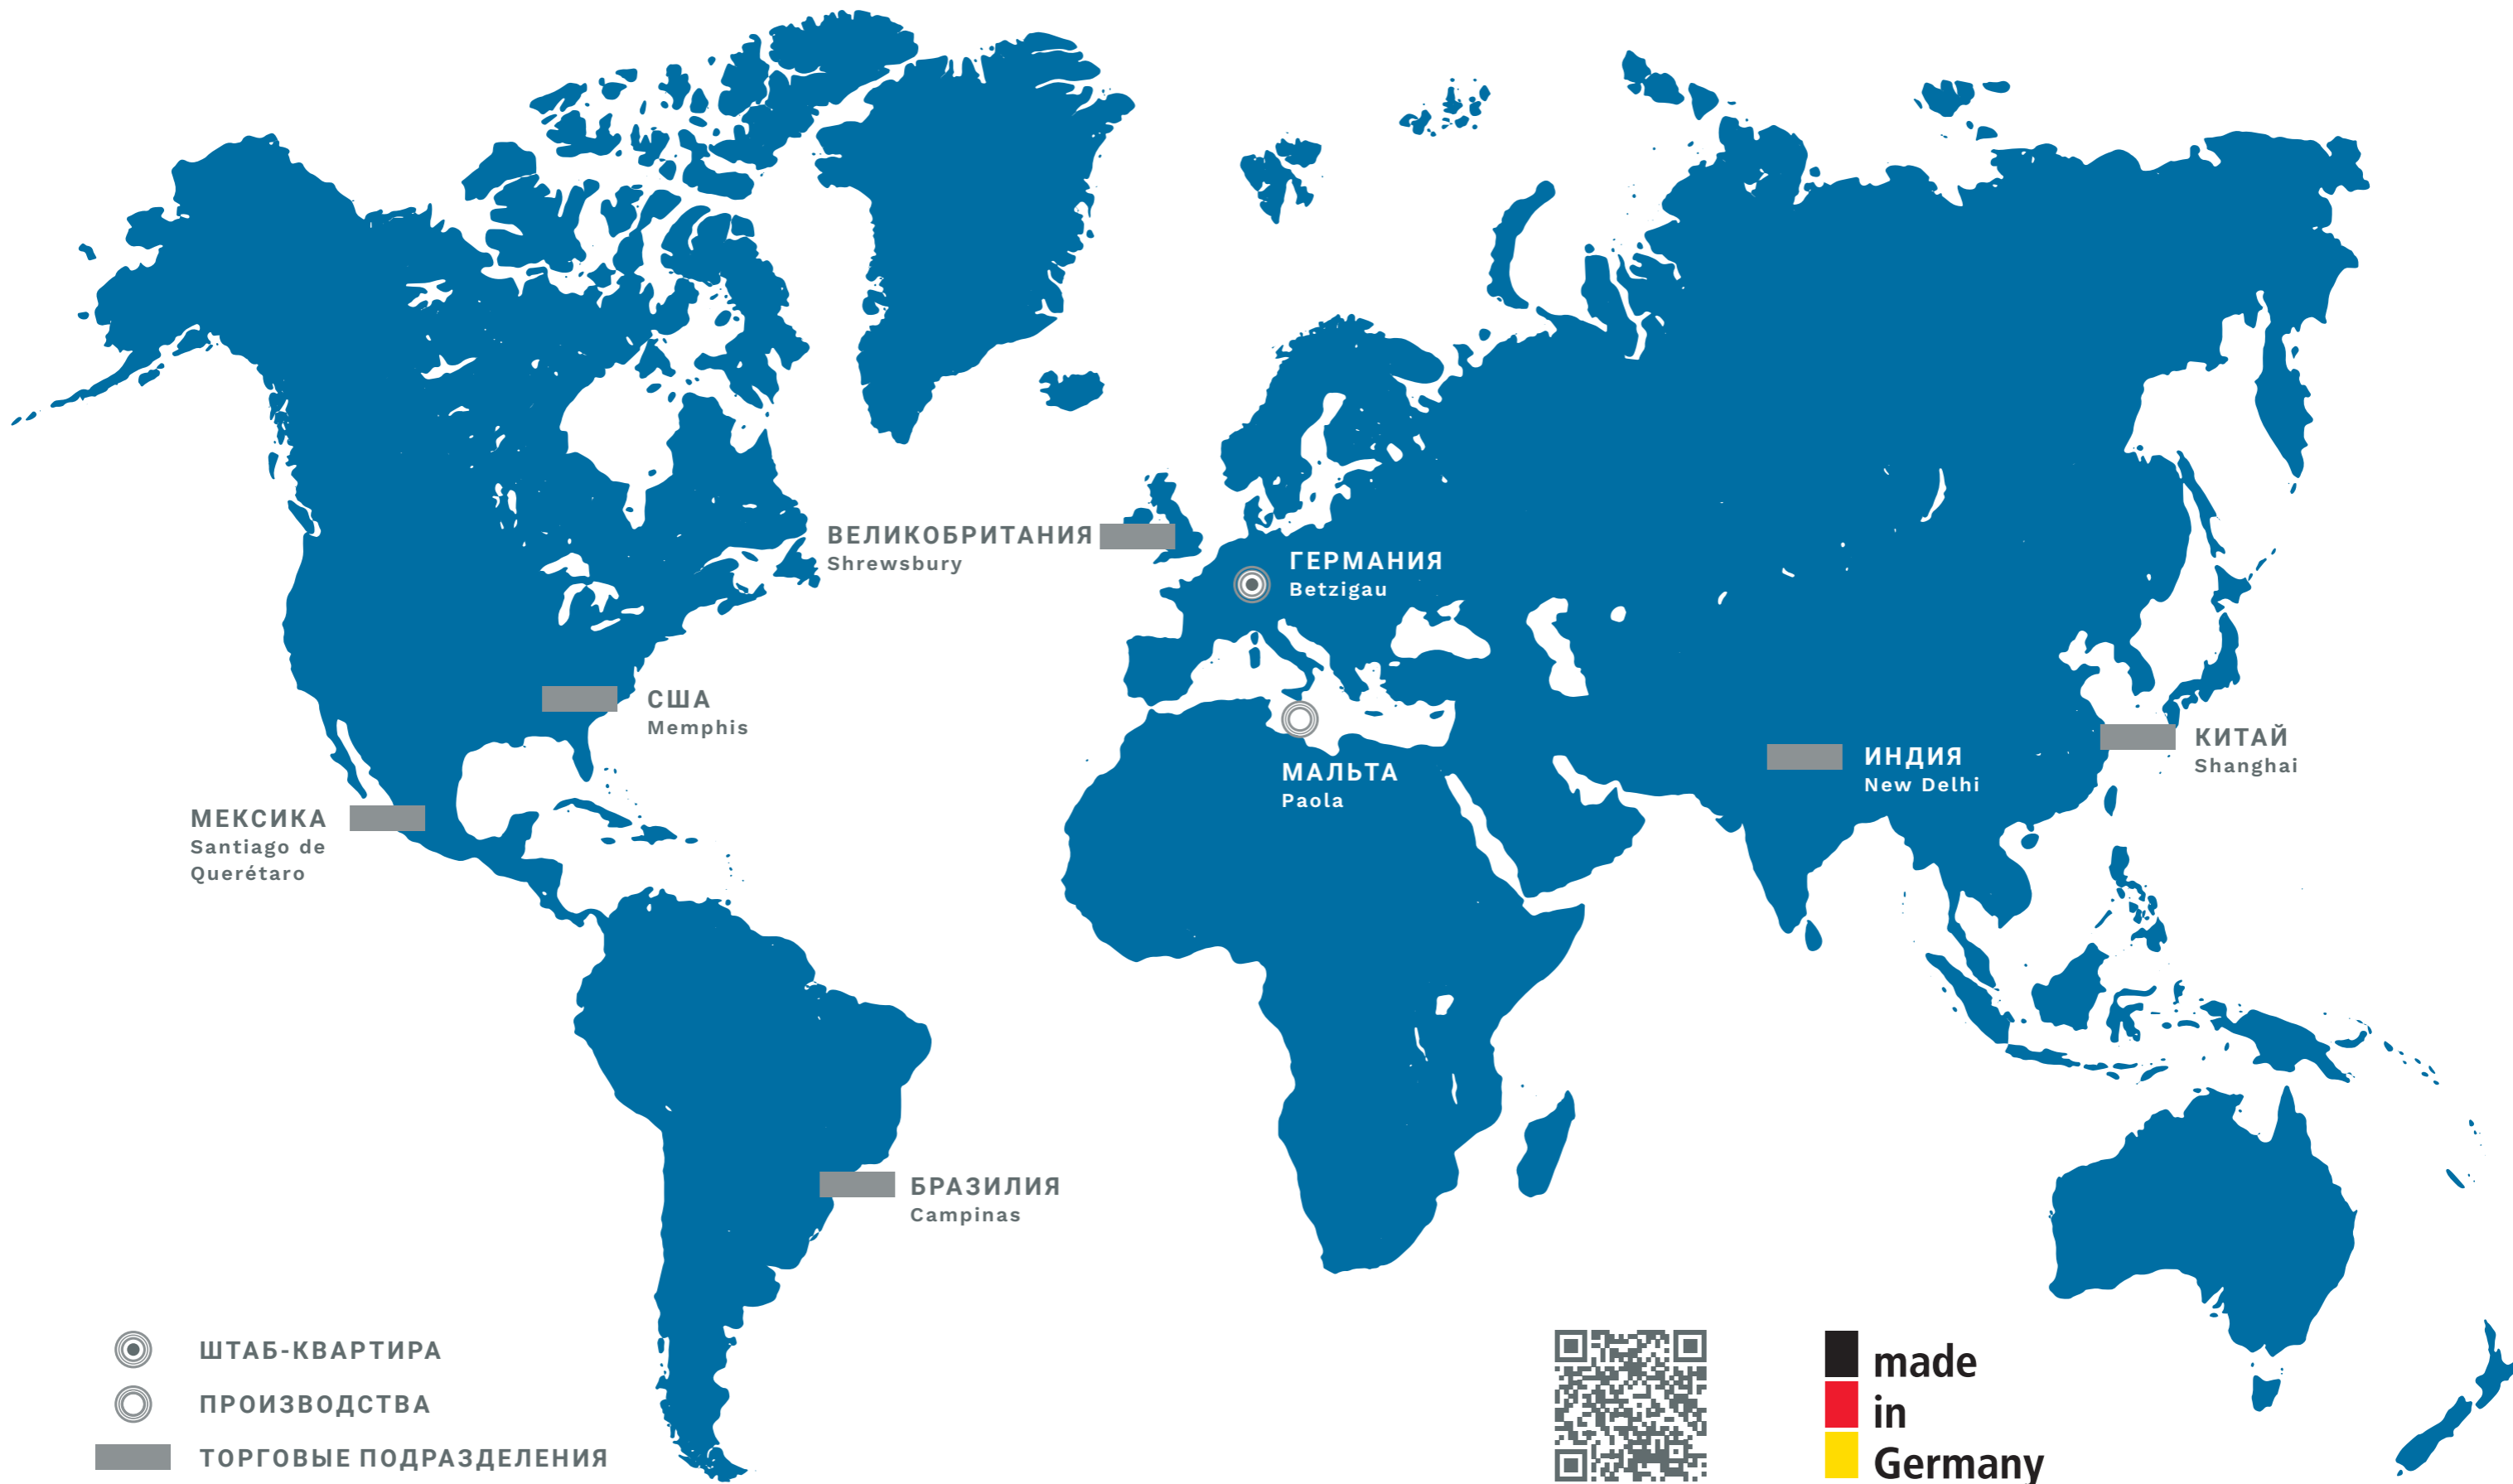 ВЕЛИКОБРИТАНИЯ
Shrewsbury
ГЕРМАНИЯ
Betzigau
США
Memphis
МЕКСИКА
Santiago de
Querétaro
МАЛЬТА
Paola
ИНДИЯ
New Delhi
КИТАЙ
Shanghai
БРАЗИЛИЯ
Campinas
ШТАБ-КВАРТИРА
ПРОИЗВОДСТВА
ТОРГОВЫЕ ПОДРАЗДЕЛЕНИЯ
made
in
Germany